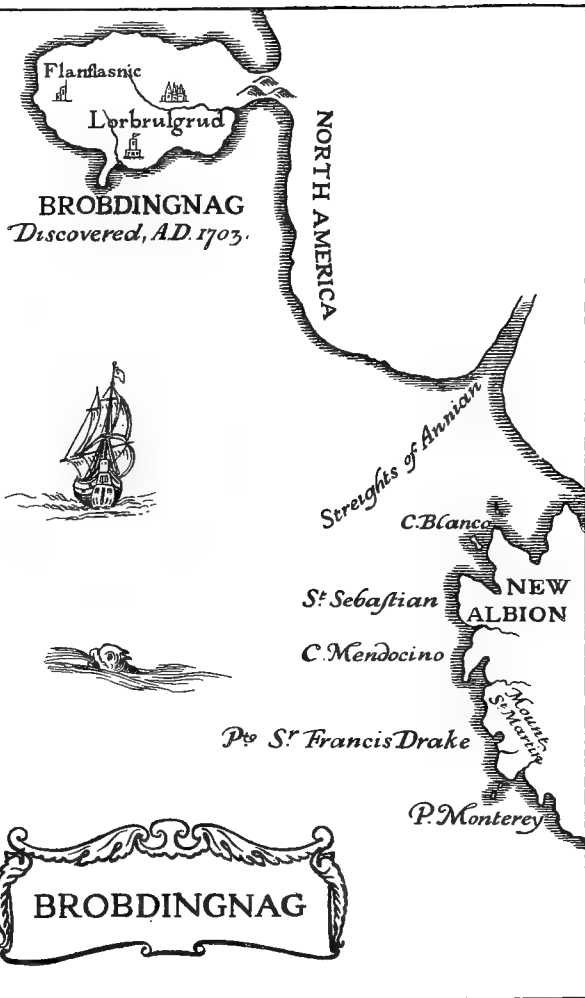 Flanflasnic
Lorbrulgrud
BROBDINGNAG
Discovered, A.D. 1703.
NORTH AMERICA
Streights of Annian
C. Blanco
NEW
ALBION
St Sebaſtian
C. Mendocino
Mount
St. Martin
Pto Sr Francis Drake
P. Monterey
BROBDINGNAG